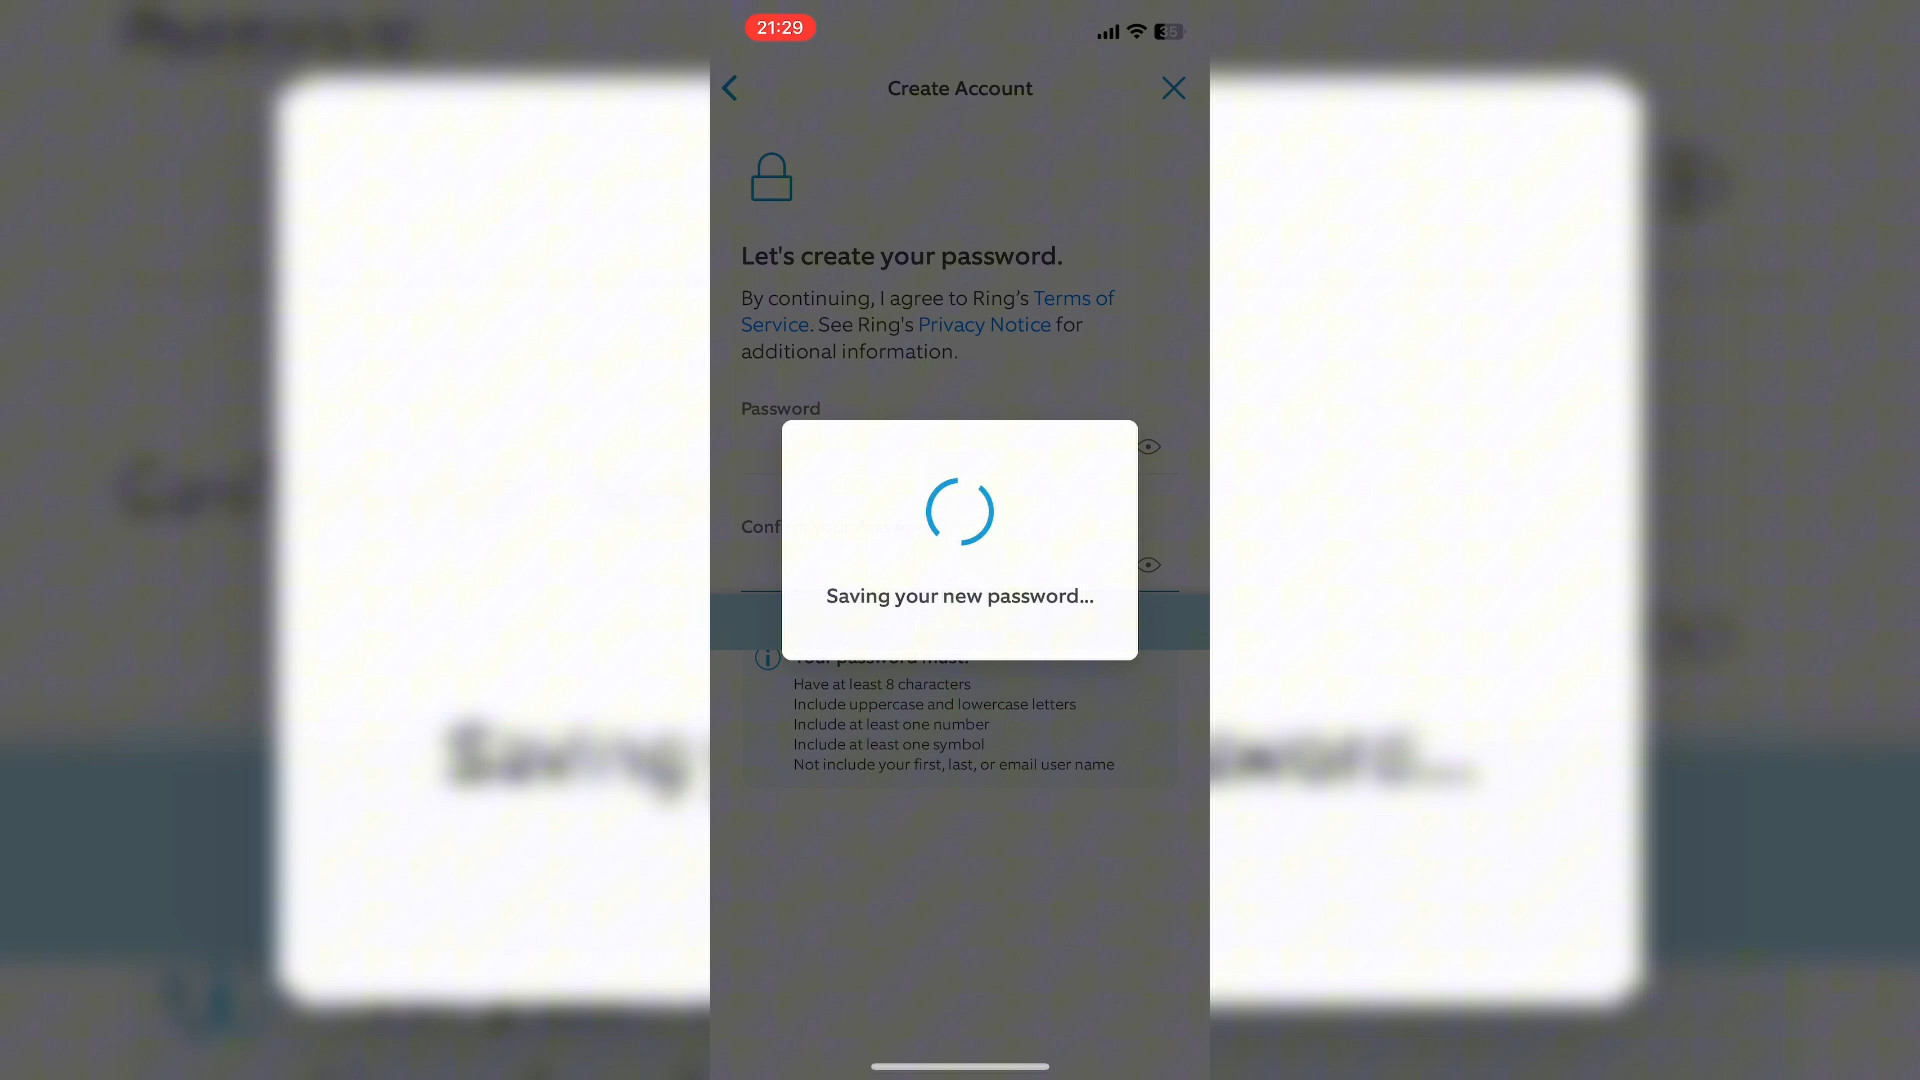 21:29
35
Create Account
Let's create your password.
By continuing, I agree to Ring’s Terms of
Service. See Ring's Privacy Notice for
additional information.
Password
Saving your new password...
Your password must:
Have at least 8 characters
Include uppercase and lowercase letters
Include at least one number
Include at least one symbol
Not include your first, last, or email user name